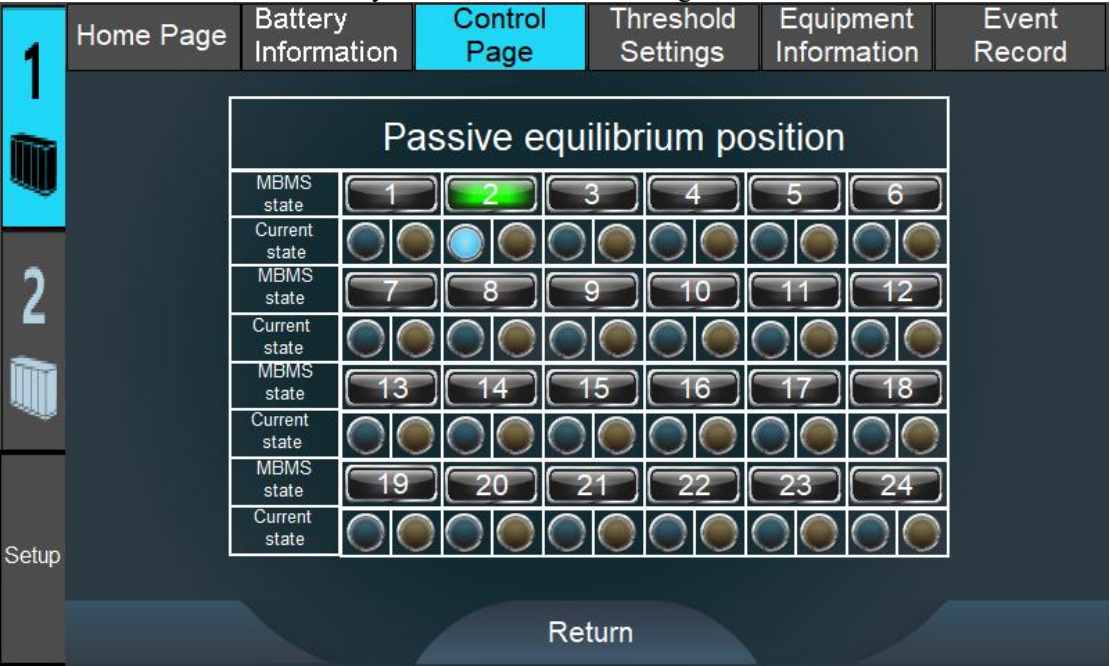 Home Page
Battery
Information
Control
Page
Threshold
Settings
Equipment
Information
Event
Record
1
2
Setup
Passive equilibrium position
MBMS
state
1 2 3 4 5 6
Current
state
MBMS
state
7 8 9 10 11 12
Current
state
MBMS
state
13 14 15 16 17 18
Current
state
MBMS
state
19 20 21 22 23 24
Current
state
Return